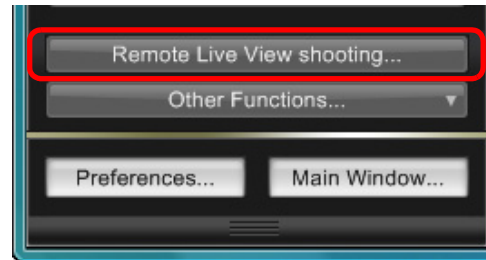 Remote Live View shooting...
Other Functions...
Preferences... Main Window...